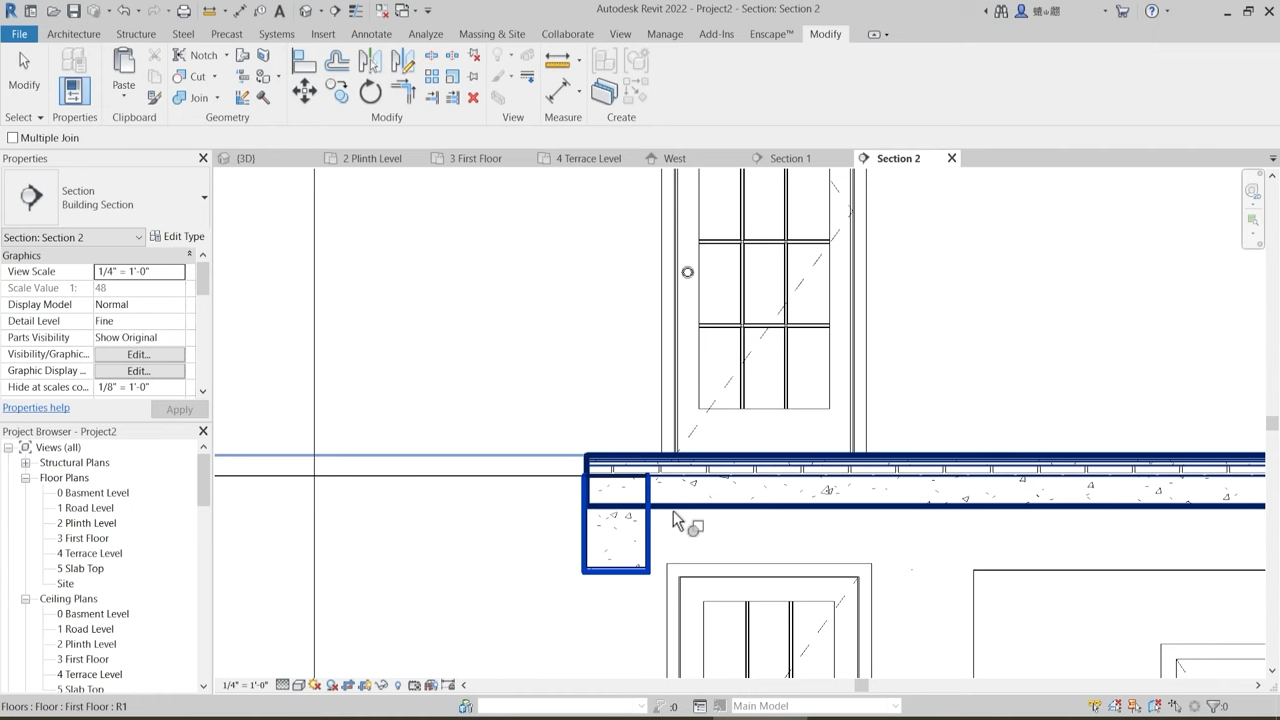 Autodesk Revit 2022 - Project2 - Section: Section 2
File Architecture Structure Steel Precast Systems Insert Annotate Analyze Massing & Site Collaborate View Manage Add-Ins Enscape™ Modify
Modify Paste Notch
Cut
Join
Select Properties Clipboard Geometry Modify View Measure Create
Multiple Join
Properties {3D} 2 Plinth Level 3 First Floor 4 Terrace Level West Section 1 Section 2
Section
Building Section
Section: Section 2 Edit Type
Graphics
View Scale 1/4" = 1'-0"
Scale Value 1: 48
Display Model Normal
Detail Level Fine
Parts Visibility Show Original
Visibility/Graphic... Edit...
Graphic Display ... Edit...
Hide at scales co... 1/8" = 1'-0"
Properties help Apply
Project Browser - Project2
Views (all)
Structural Plans
Floor Plans
0 Basment Level
1 Road Level
2 Plinth Level
3 First Floor
4 Terrace Level
5 Slab Top
Site
Ceiling Plans
0 Basment Level
1 Road Level
2 Plinth Level
3 First Floor
4 Terrace Level
5 Slab Top
1/4" = 1'-0"
Floors : Floor : First Floor : R1 :0 Main Model :0